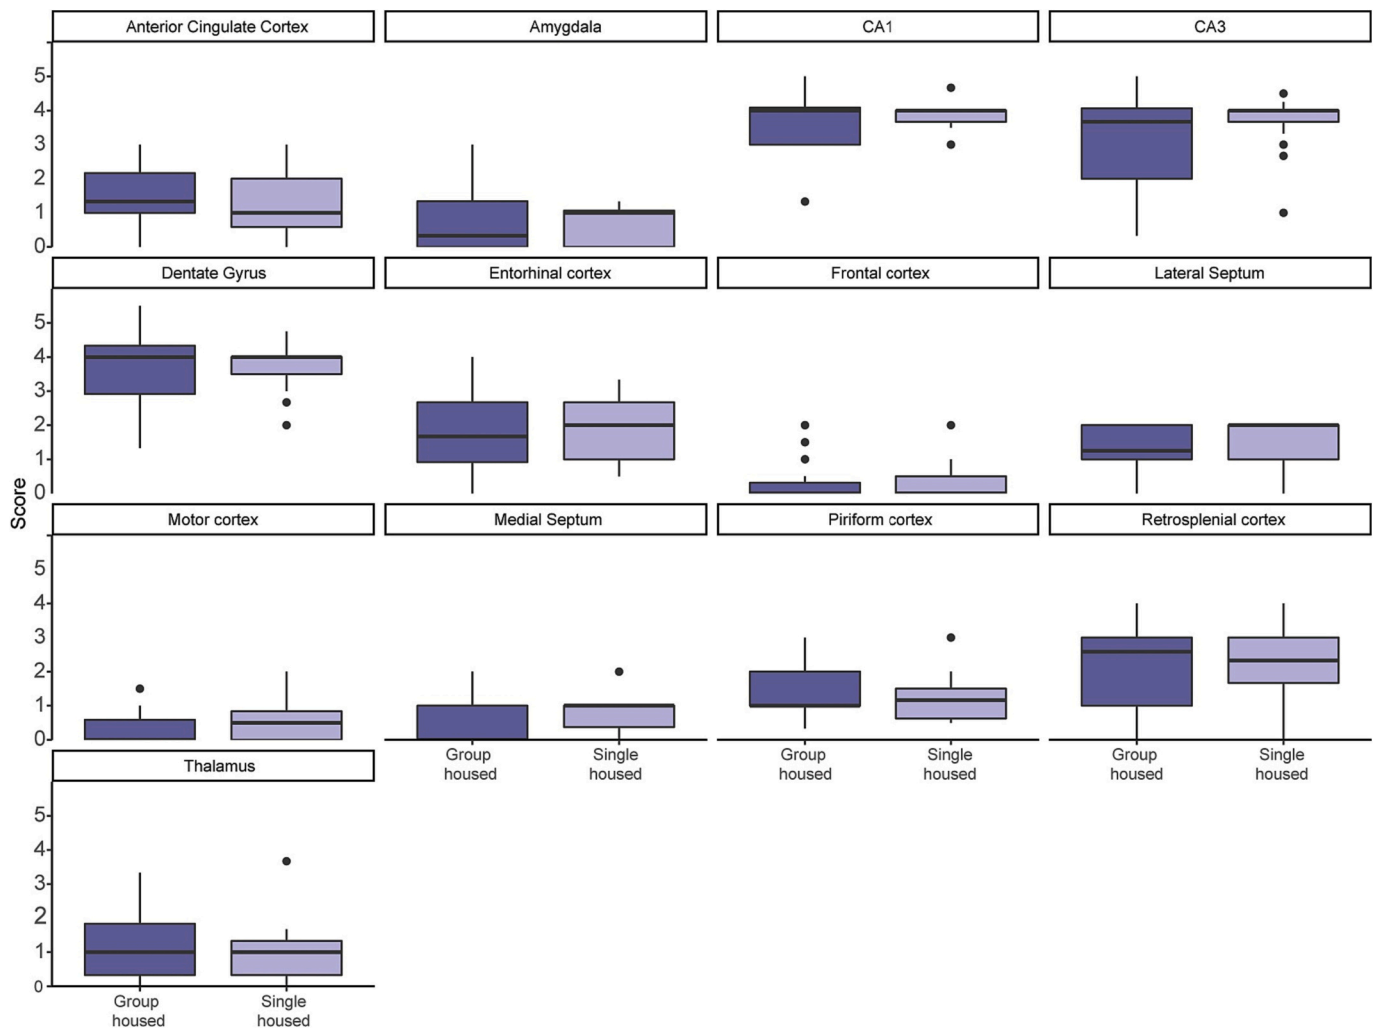 Anterior Cingulate Cortex
Amygdala
CA1
CA3
5
4
3
2
1
0
Dentate Gyrus
Entorhinal cortex
Frontal cortex
Lateral Septum
5
4
3
2
1
0
Score
Motor cortex
Medial Septum
Piriform cortex
Retrosplenial cortex
5
4
3
2
1
0
Group
housed
Single
housed
Group
housed
Single
housed
Group
housed
Single
housed
Thalamus
5
4
3
2
1
0
Group
housed
Single
housed